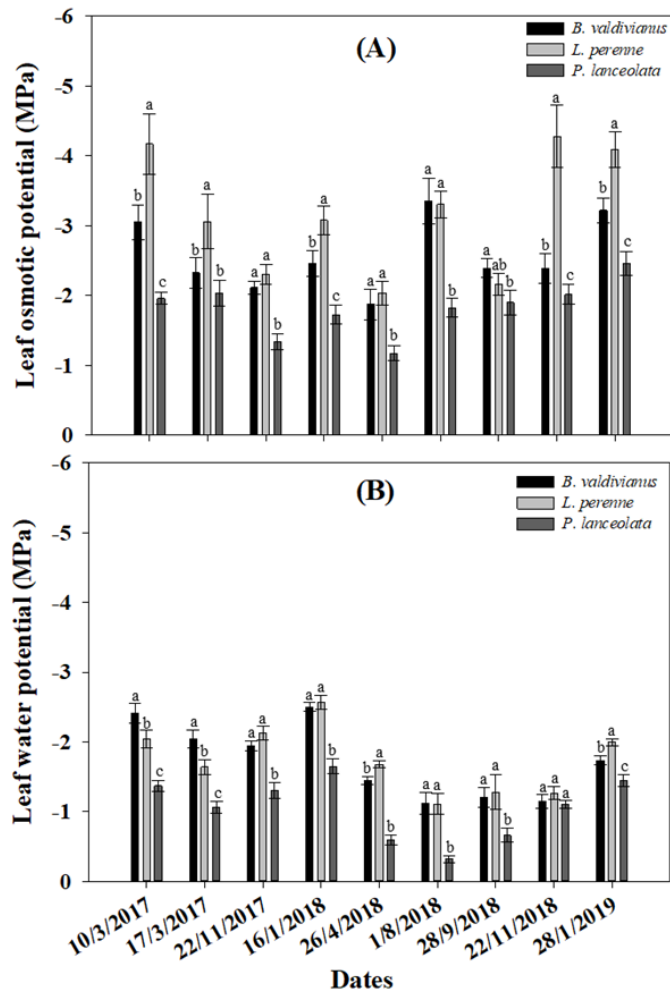 -6
(A)
B. valdivianus
L. perenne
P. lanceolata
Leaf osmotic potential (MPa)
-5
-4
-3
-2
-1
0
b a c
b a b
a a b
b a c
a a b
a a b
a ab b
b a c
b a c
-6
(B)
B. valdivianus
L. perenne
P. lanceolata
Leaf water potential (MPa)
-5
-4
-3
-2
-1
0
a b c
a b c
a a b
a a b
b a b
a a b
a a b
a a a
b a c
10/3/2017
17/3/2017
22/11/2017
16/1/2018
26/4/2018
1/8/2018
28/9/2018
22/11/2018
28/1/2019
Dates